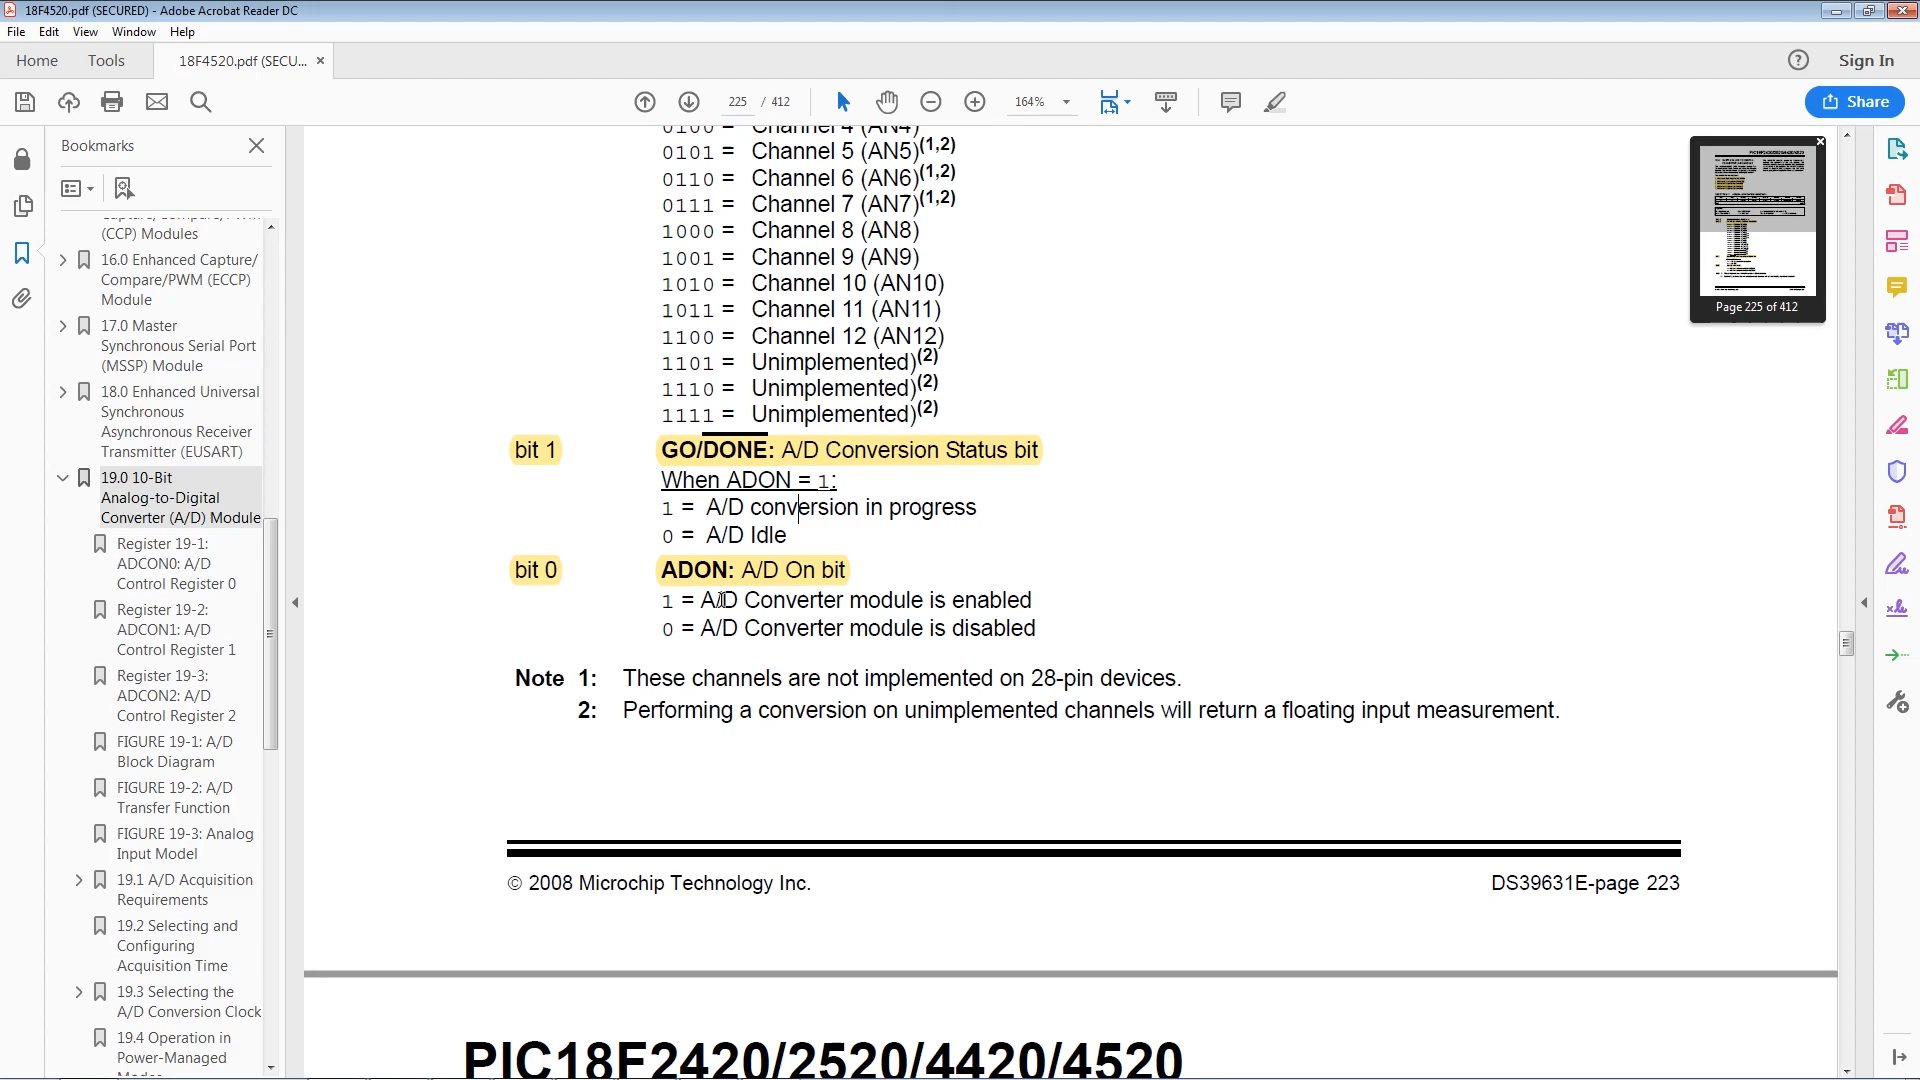 18F4520.pdf (SECURED) - Adobe Acrobat Reader DC
File Edit View Window Help
Home Tools 18F4520.pdf (SECU... × Sign In
225 / 412 164% Share
Bookmarks
(CCP) Modules
16.0 Enhanced Capture/
Compare/PWM (ECCP)
Module
17.0 Master
Synchronous Serial Port
(MSSP) Module
18.0 Enhanced Universal
Synchronous
Asynchronous Receiver
Transmitter (EUSART)
19.0 10-Bit
Analog-to-Digital
Converter (A/D) Module
Register 19-1:
ADCON0: A/D
Control Register 0
Register 19-2:
ADCON1: A/D
Control Register 1
Register 19-3:
ADCON2: A/D
Control Register 2
FIGURE 19-1: A/D
Block Diagram
FIGURE 19-2: A/D
Transfer Function
FIGURE 19-3: Analog
Input Model
19.1 A/D Acquisition
Requirements
19.2 Selecting and
Configuring
Acquisition Time
19.3 Selecting the
A/D Conversion Clock
19.4 Operation in
Power-Managed
0100 = Channel 4 (AN4)
0101 = Channel 5 (AN5)(1,2)
0110 = Channel 6 (AN6)(1,2)
0111 = Channel 7 (AN7)(1,2)
1000 = Channel 8 (AN8)
1001 = Channel 9 (AN9)
1010 = Channel 10 (AN10)
1011 = Channel 11 (AN11)
1100 = Channel 12 (AN12)
1101 = Unimplemented)(2)
1110 = Unimplemented)(2)
1111 = Unimplemented)(2)
bit 1 GO/DONE: A/D Conversion Status bit
When ADON = 1:
1 = A/D conversion in progress
0 = A/D Idle
bit 0 ADON: A/D On bit
1 = A/D Converter module is enabled
0 = A/D Converter module is disabled
Note 1: These channels are not implemented on 28-pin devices.
2: Performing a conversion on unimplemented channels will return a floating input measurement.
© 2008 Microchip Technology Inc. DS39631E-page 223
PIC18F2420/2520/4420/4520
Page 225 of 412